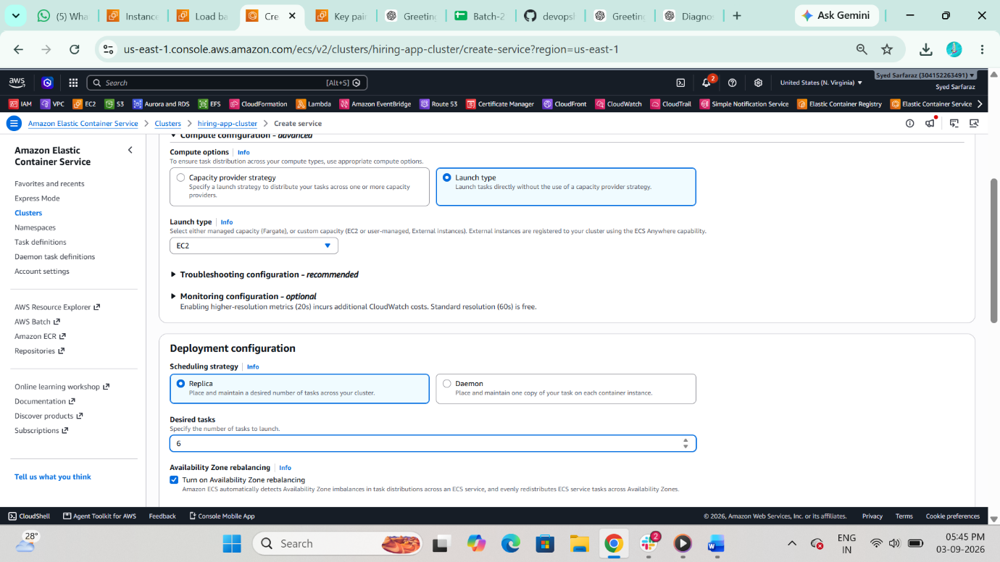 (5) Wha
Instance
Load ba
Cre
Key pair
Greeting
Batch-2
devopsh
Greeting
Diagnos
Ask Gemini
us-east-1.console.aws.amazon.com/ecs/v2/clusters/hiring-app-cluster/create-service?region=us-east-1
aws
Search
[Alt+S]
2
United States (N. Virginia) ▼
Syed Sarfaraz (304152263491) ▼
Syed Sarfaraz
IAM
VPC
EC2
S3
Aurora and RDS
EFS
CloudFormation
Lambda
Amazon EventBridge
Route 53
Certificate Manager
CloudFront
CloudWatch
CloudTrail
Simple Notification Service
Elastic Container Registry
Elastic Container Service
Amazon Elastic Container Service
Clusters
hiring-app-cluster
Create service
Amazon Elastic
Container Service
Favorites and recents
Express Mode
Clusters
Namespaces
Task definitions
Daemon task definitions
Account settings
AWS Resource Explorer
AWS Batch
Amazon ECR
Repositories
Online learning workshop
Documentation
Discover products
Subscriptions
Tell us what you think
Compute configuration - advanced
Compute options
Info
To ensure task distribution across your compute types, use appropriate compute options.
Capacity provider strategy
Specify a launch strategy to distribute your tasks across one or more capacity
providers.
Launch type
Launch tasks directly without the use of a capacity provider strategy.
Launch type
Info
Select either managed capacity (Fargate), or custom capacity (EC2 or user-managed, External instances). External instances are registered to your cluster using the ECS Anywhere capability.
EC2
Troubleshooting configuration - recommended
Monitoring configuration - optional
Enabling higher-resolution metrics (20s) incurs additional CloudWatch costs. Standard resolution (60s) is free.
Deployment configuration
Scheduling strategy
Info
Replica
Place and maintain a desired number of tasks across your cluster.
Daemon
Place and maintain one copy of your task on each container instance.
Desired tasks
Specify the number of tasks to launch.
6
Availability Zone rebalancing
Info
Turn on Availability Zone rebalancing
Amazon ECS automatically detects Availability Zone imbalances in task distributions across an ECS service, and evenly redistributes ECS service tasks across Availability Zones.
CloudShell
Agent Toolkit for AWS
Feedback
Console Mobile App
© 2026, Amazon Web Services, Inc. or its affiliates.
Privacy
Terms
Cookie preferences
28°
Search
2
ENG
IN
05:45 PM
03-09-2026